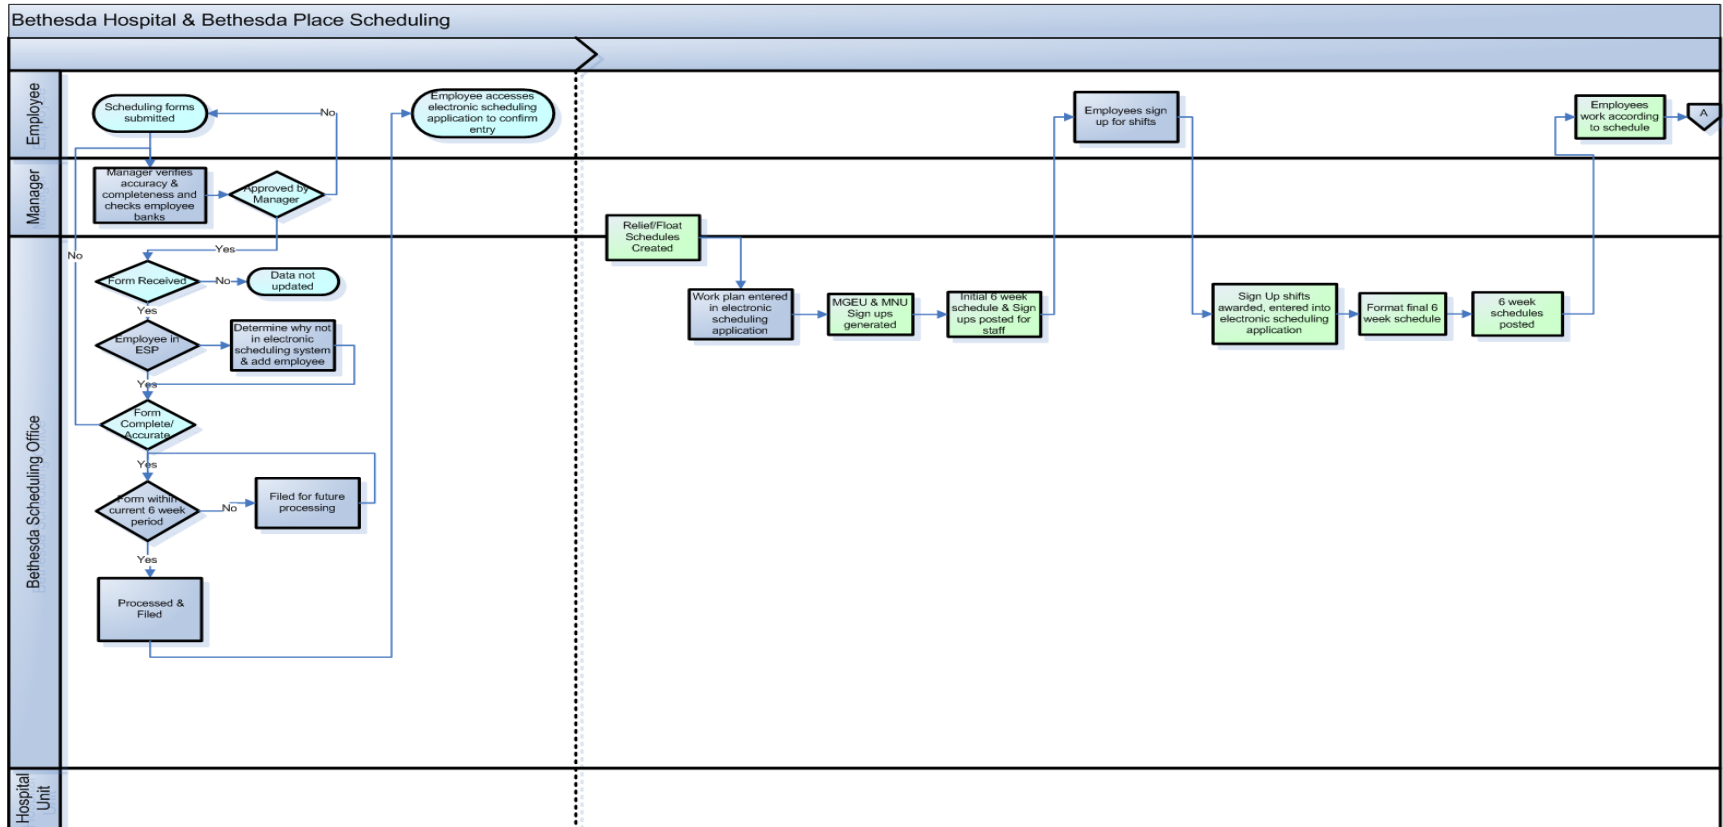 Bethesda Hospital & Bethesda Place Scheduling
Employee
Scheduling forms
submitted
No
Employee accesses
electronic scheduling
application to confirm
entry
Employees sign
up for shifts
Employees
work according
to schedule
A
Manager
Manager verifies
accuracy &
completeness and
checks employee
banks
Approved by
Manager
Relief/Float
Schedules
Created
Bethesda Scheduling Office
No
Yes
Form Received
No
Data not
updated
Yes
Employee in
ESP
Determine why not
in electronic
scheduling system
& add employee
Yes
Form
Complete/
Accurate
Yes
Form within
current 6 week
period
No
Filed for future
processing
Yes
Processed &
Filed
Work plan entered
in electronic
scheduling
application
MGEU & MNU
Sign ups
generated
Initial 6 week
schedule & Sign
ups posted for
staff
Sign Up shifts
awarded, entered into
electronic scheduling
application
Format final 6
week schedule
6 week
schedules
posted
Hospital
Unit